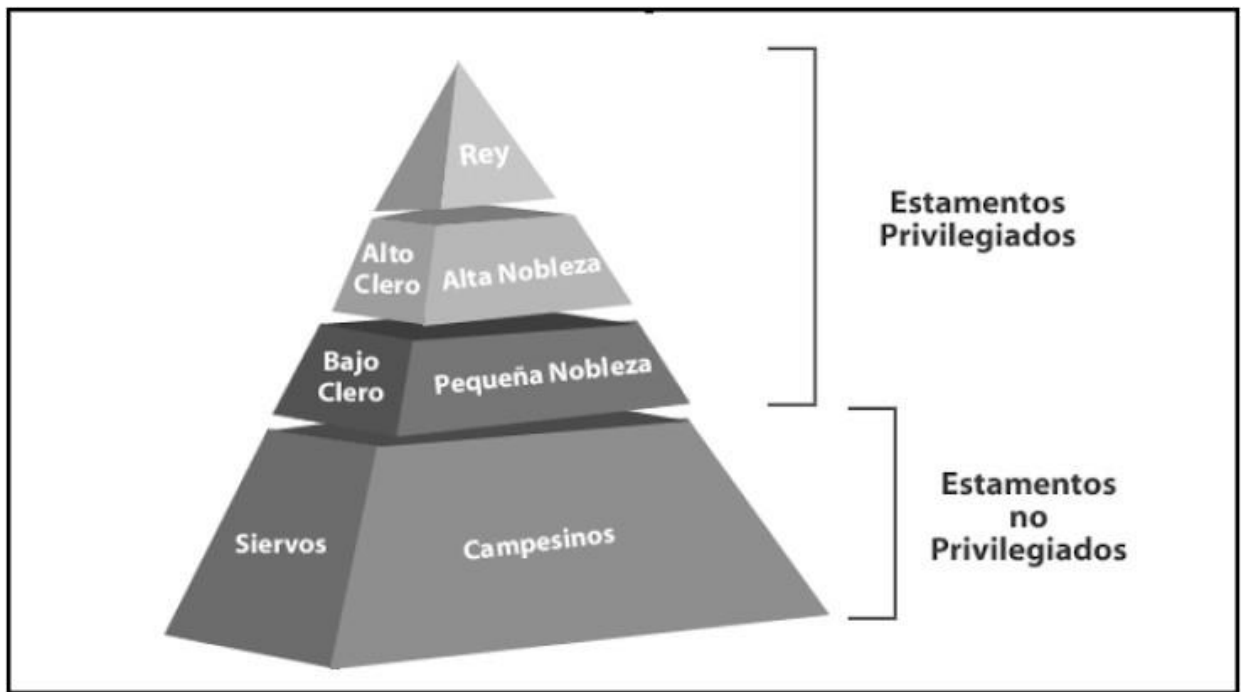 Rey
Alto
Clero
Alta Nobleza
Bajo
Clero
Pequeña Nobleza
Siervos
Campesinos
Estamentos
Privilegiados
Estamentos
no
Privilegiados